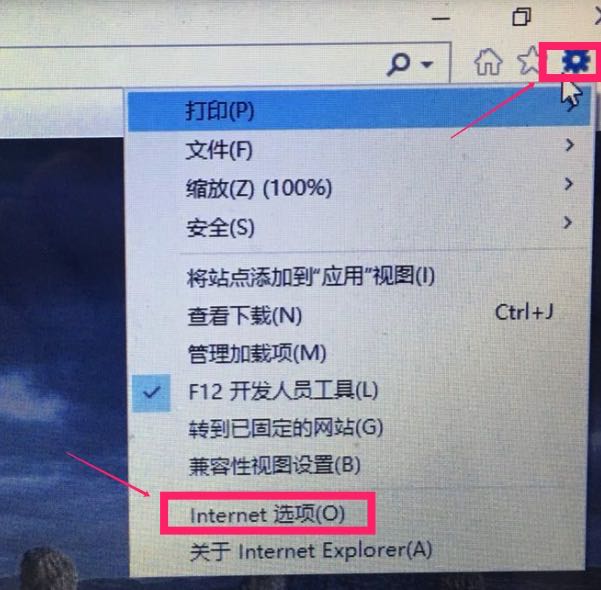 打印(P)
文件(F)
缩放(Z) (100%)
安全(S)
将站点添加到“应用”视图(I)
查看下载(N) Ctrl+J
管理加载项(M)
F12 开发人员工具(L)
转到已固定的网站(G)
兼容性视图设置(B)
Internet 选项(O)
关于 Internet Explorer(A)